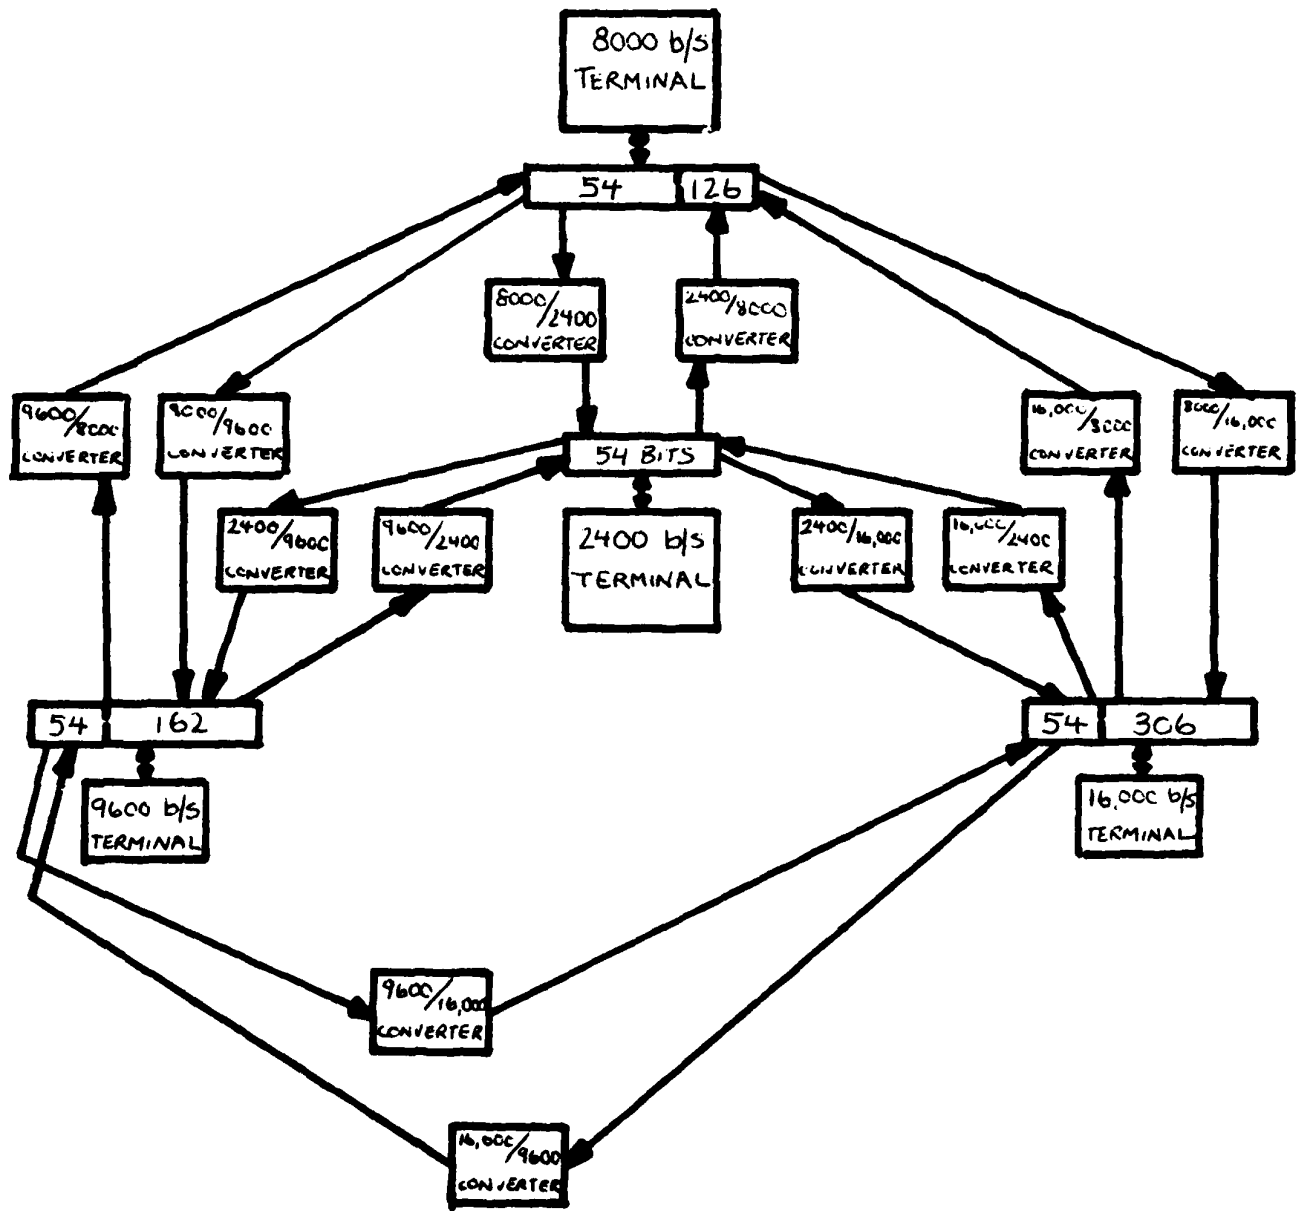 8000 b/s
TERMINAL
54 126
8000/2400
CONVERTER
2400/8000
CONVERTER
9600/8000
CONVERTER
8000/9600
CONVERTER
16,000/8000
CONVERTER
8000/16,000
CONVERTER
54 BITS
2400/9600
CONVERTER
9600/2400
CONVERTER
2400 b/s
TERMINAL
2400/16,000
CONVERTER
16,000/2400
CONVERTER
54 162
54 306
9600 b/s
TERMINAL
16,000 b/s
TERMINAL
9600/16,000
CONVERTER
16,000/9600
CONVERTER